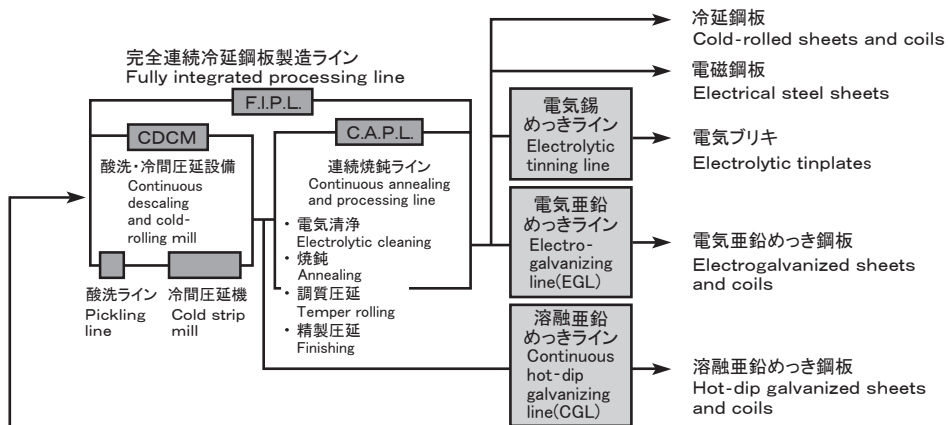 完全連続冷延鋼板製造ライン
Fully integrated processing line
F.I.P.L.
CDCM
酸洗・冷間圧延設備
Continuous
descaling
and cold-
rolling mill
酸洗ライン
Pickling
line
冷間圧延機
Cold strip
mill
C.A.P.L.
連続焼鈍ライン
Continuous annealing
and processing line
・電気清浄
Electrolytic cleaning
・焼鈍
Annealing
・調質圧延
Temper rolling
・精製圧延
Finishing
電気錫
めっきライン
Electrolytic
tinning line
電気亜鉛
めっきライン
Electro-
galvanizing
line(EGL)
溶融亜鉛
めっきライン
Continuous
hot-dip
galvanizing
line(CGL)
冷延鋼板
Cold-rolled sheets and coils
電磁鋼板
Electrical steel sheets
電気ブリキ
Electrolytic tinplates
電気亜鉛めっき鋼板
Electrogalvanized sheets
and coils
溶融亜鉛めっき鋼板
Hot-dip galvanized sheets
and coils